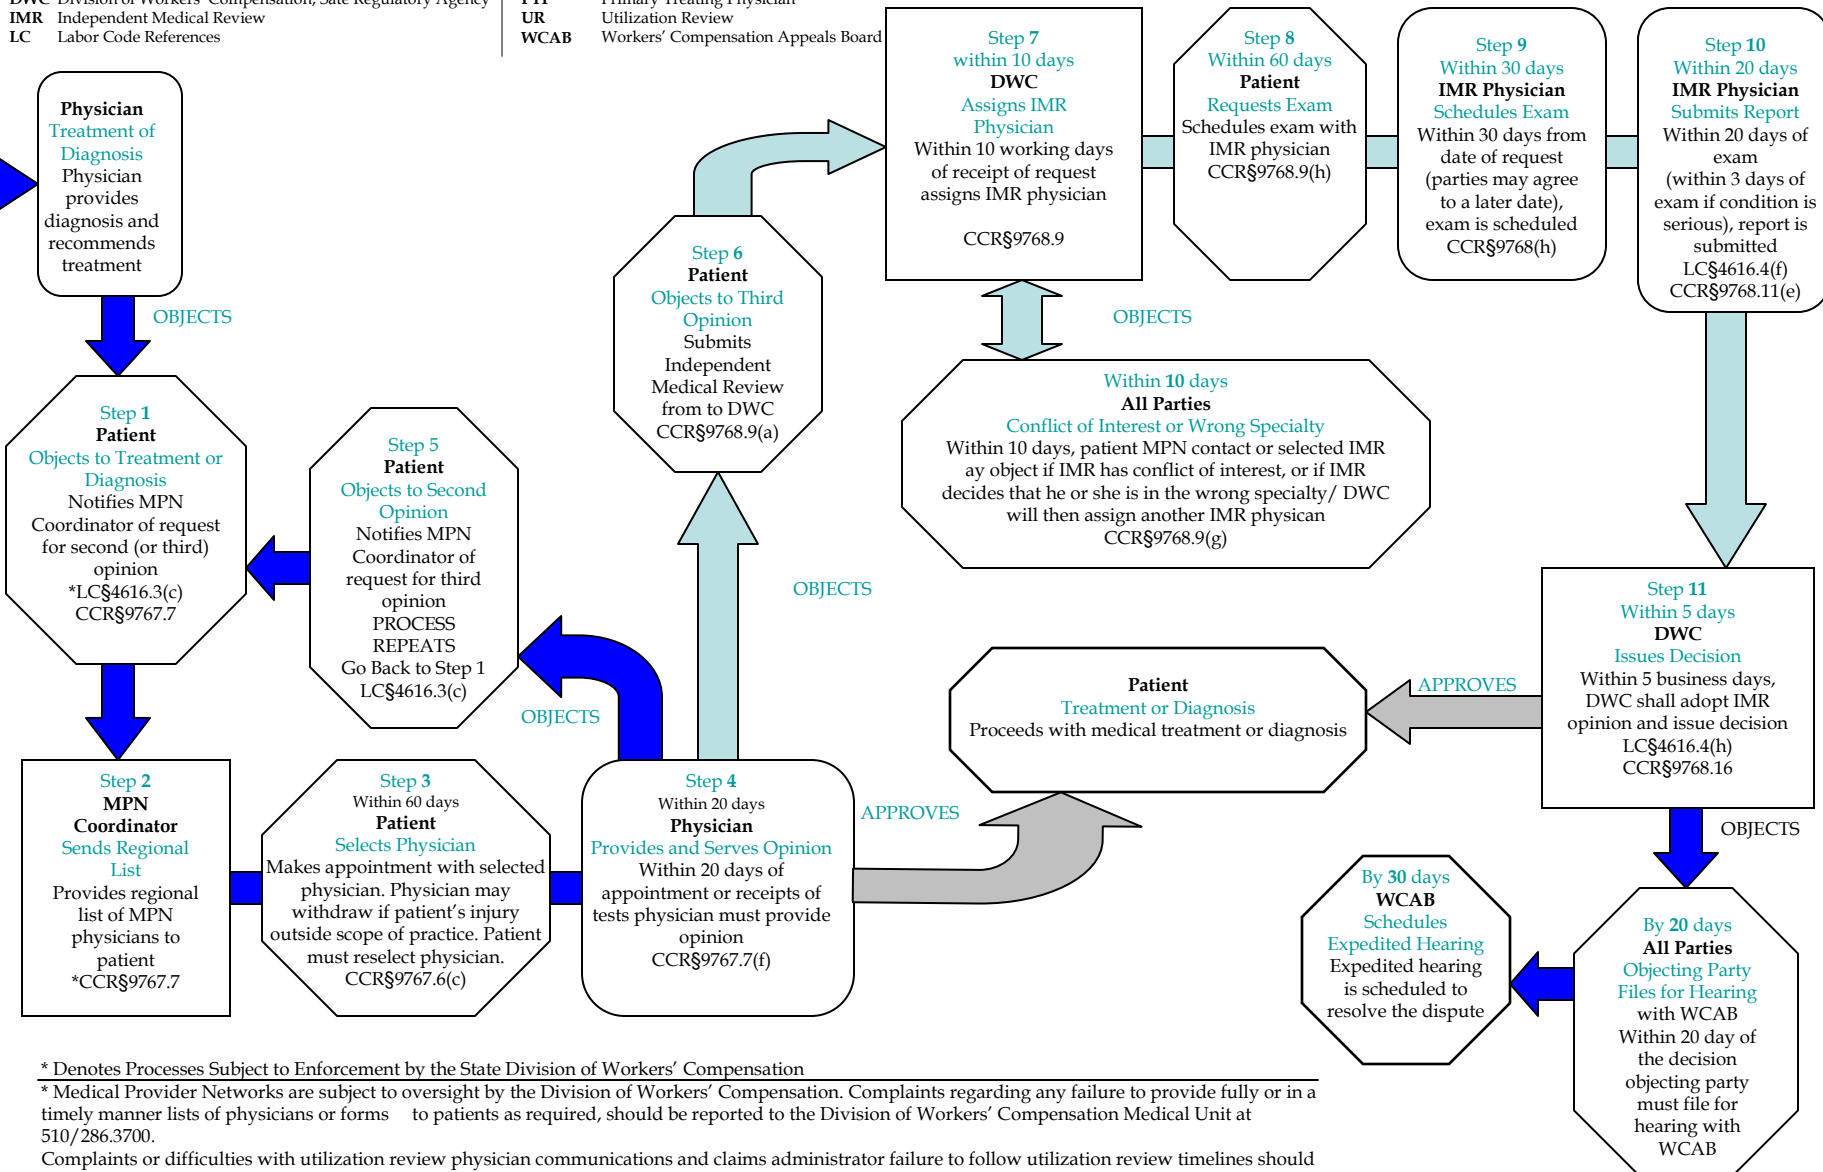 DWC Division of Workers' Compensation, Sate Regulatory Agency
IMR Independent Medical Review
LC Labor Code References
PTP Primary Treating Physician
UR Utilization Review
WCAB Workers' Compensation Appeals Board
Physician
Treatment of
Diagnosis
Physician
provides
diagnosis and
recommends
treatment
OBJECTS
Step 1
Patient
Objects to Treatment or
Diagnosis
Notifies MPN
Coordinator of request
for second (or third)
opinion
*LC§4616.3(c)
CCR§9767.7
Step 2
MPN
Coordinator
Sends Regional
List
Provides regional
list of MPN
physicians to
patient
*CCR§9767.7
Step 3
Within 60 days
Patient
Selects Physician
Makes appointment with selected
physician. Physician may
withdraw if patient's injury
outside scope of practice. Patient
must reselect physician.
CCR§9767.6(c)
Step 4
Within 20 days
Physician
Provides and Serves Opinion
Within 20 days of
appointment or receipts of
tests physician must provide
opinion
CCR§9767.7(f)
OBJECTS
Step 5
Patient
Objects to Second
Opinion
Notifies MPN
Coordinator of
request for third
opinion
PROCESS
REPEATS
Go Back to Step 1
LC§4616.3(c)
OBJECTS
Step 6
Patient
Objects to Third
Opinion
Submits
Independent
Medical Review
from to DWC
CCR§9768.9(a)
Step 7
within 10 days
DWC
Assigns IMR
Physician
Within 10 working days
of receipt of request
assigns IMR physician
CCR§9768.9
OBJECTS
Within 10 days
All Parties
Conflict of Interest or Wrong Specialty
Within 10 days, patient MPN contact or selected IMR
ay object if IMR has conflict of interest, or if IMR
decides that he or she is in the wrong specialty/ DWC
will then assign another IMR physican
CCR§9768.9(g)
Step 8
Within 60 days
Patient
Requests Exam
Schedules exam with
IMR physician
CCR§9768.9(h)
Step 9
Within 30 days
IMR Physician
Schedules Exam
Within 30 days from
date of request
(parties may agree
to a later date),
exam is scheduled
CCR§9768(h)
Step 10
Within 20 days
IMR Physician
Submits Report
Within 20 days of
exam
(within 3 days of
exam if condition is
serious), report is
submitted
LC§4616.4(f)
CCR§9768.11(e)
Step 11
Within 5 days
DWC
Issues Decision
Within 5 business days,
DWC shall adopt IMR
opinion and issue decision
LC§4616.4(h)
CCR§9768.16
APPROVES
APPROVES
Patient
Treatment or Diagnosis
Proceeds with medical treatment or diagnosis
OBJECTS
By 20 days
All Parties
Objecting Party
Files for Hearing
with WCAB
Within 20 day of
the decision
objecting party
must file for
hearing with
WCAB
By 30 days
WCAB
Schedules
Expedited Hearing
Expedited hearing
is scheduled to
resolve the dispute
* Denotes Processes Subject to Enforcement by the State Division of Workers' Compensation
* Medical Provider Networks are subject to oversight by the Division of Workers' Compensation. Complaints regarding any failure to provide fully or in a
timely manner lists of physicians or forms to patients as required, should be reported to the Division of Workers' Compensation Medical Unit at
510/286.3700.
Complaints or difficulties with utilization review physician communications and claims administrator failure to follow utilization review timelines should